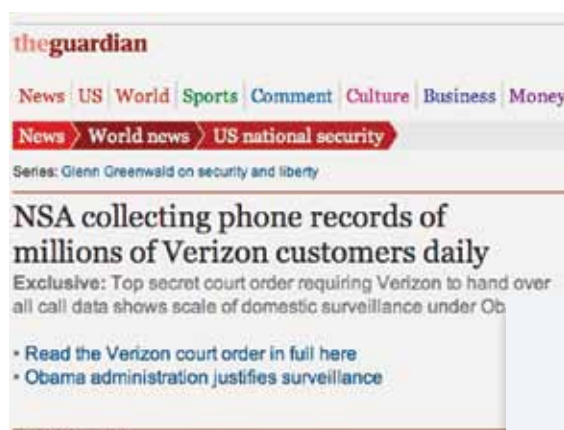 theguardian
News US World Sports Comment Culture Business Money
News World news US national security
Series: Glenn Greenwald on security and liberty
NSA collecting phone records of
millions of Verizon customers daily
Exclusive: Top secret court order requiring Verizon to hand over
all call data shows scale of domestic surveillance under Ob
• Read the Verizon court order in full here
• Obama administration justifies surveillance